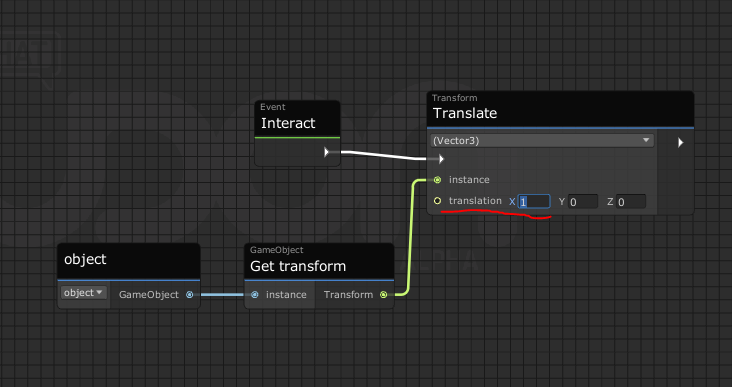 Event
Interact
Transform
Translate
(Vector3)
instance
translation X 1 Y 0 Z 0
object
object GameObject
GameObject
Get transform
instance Transform